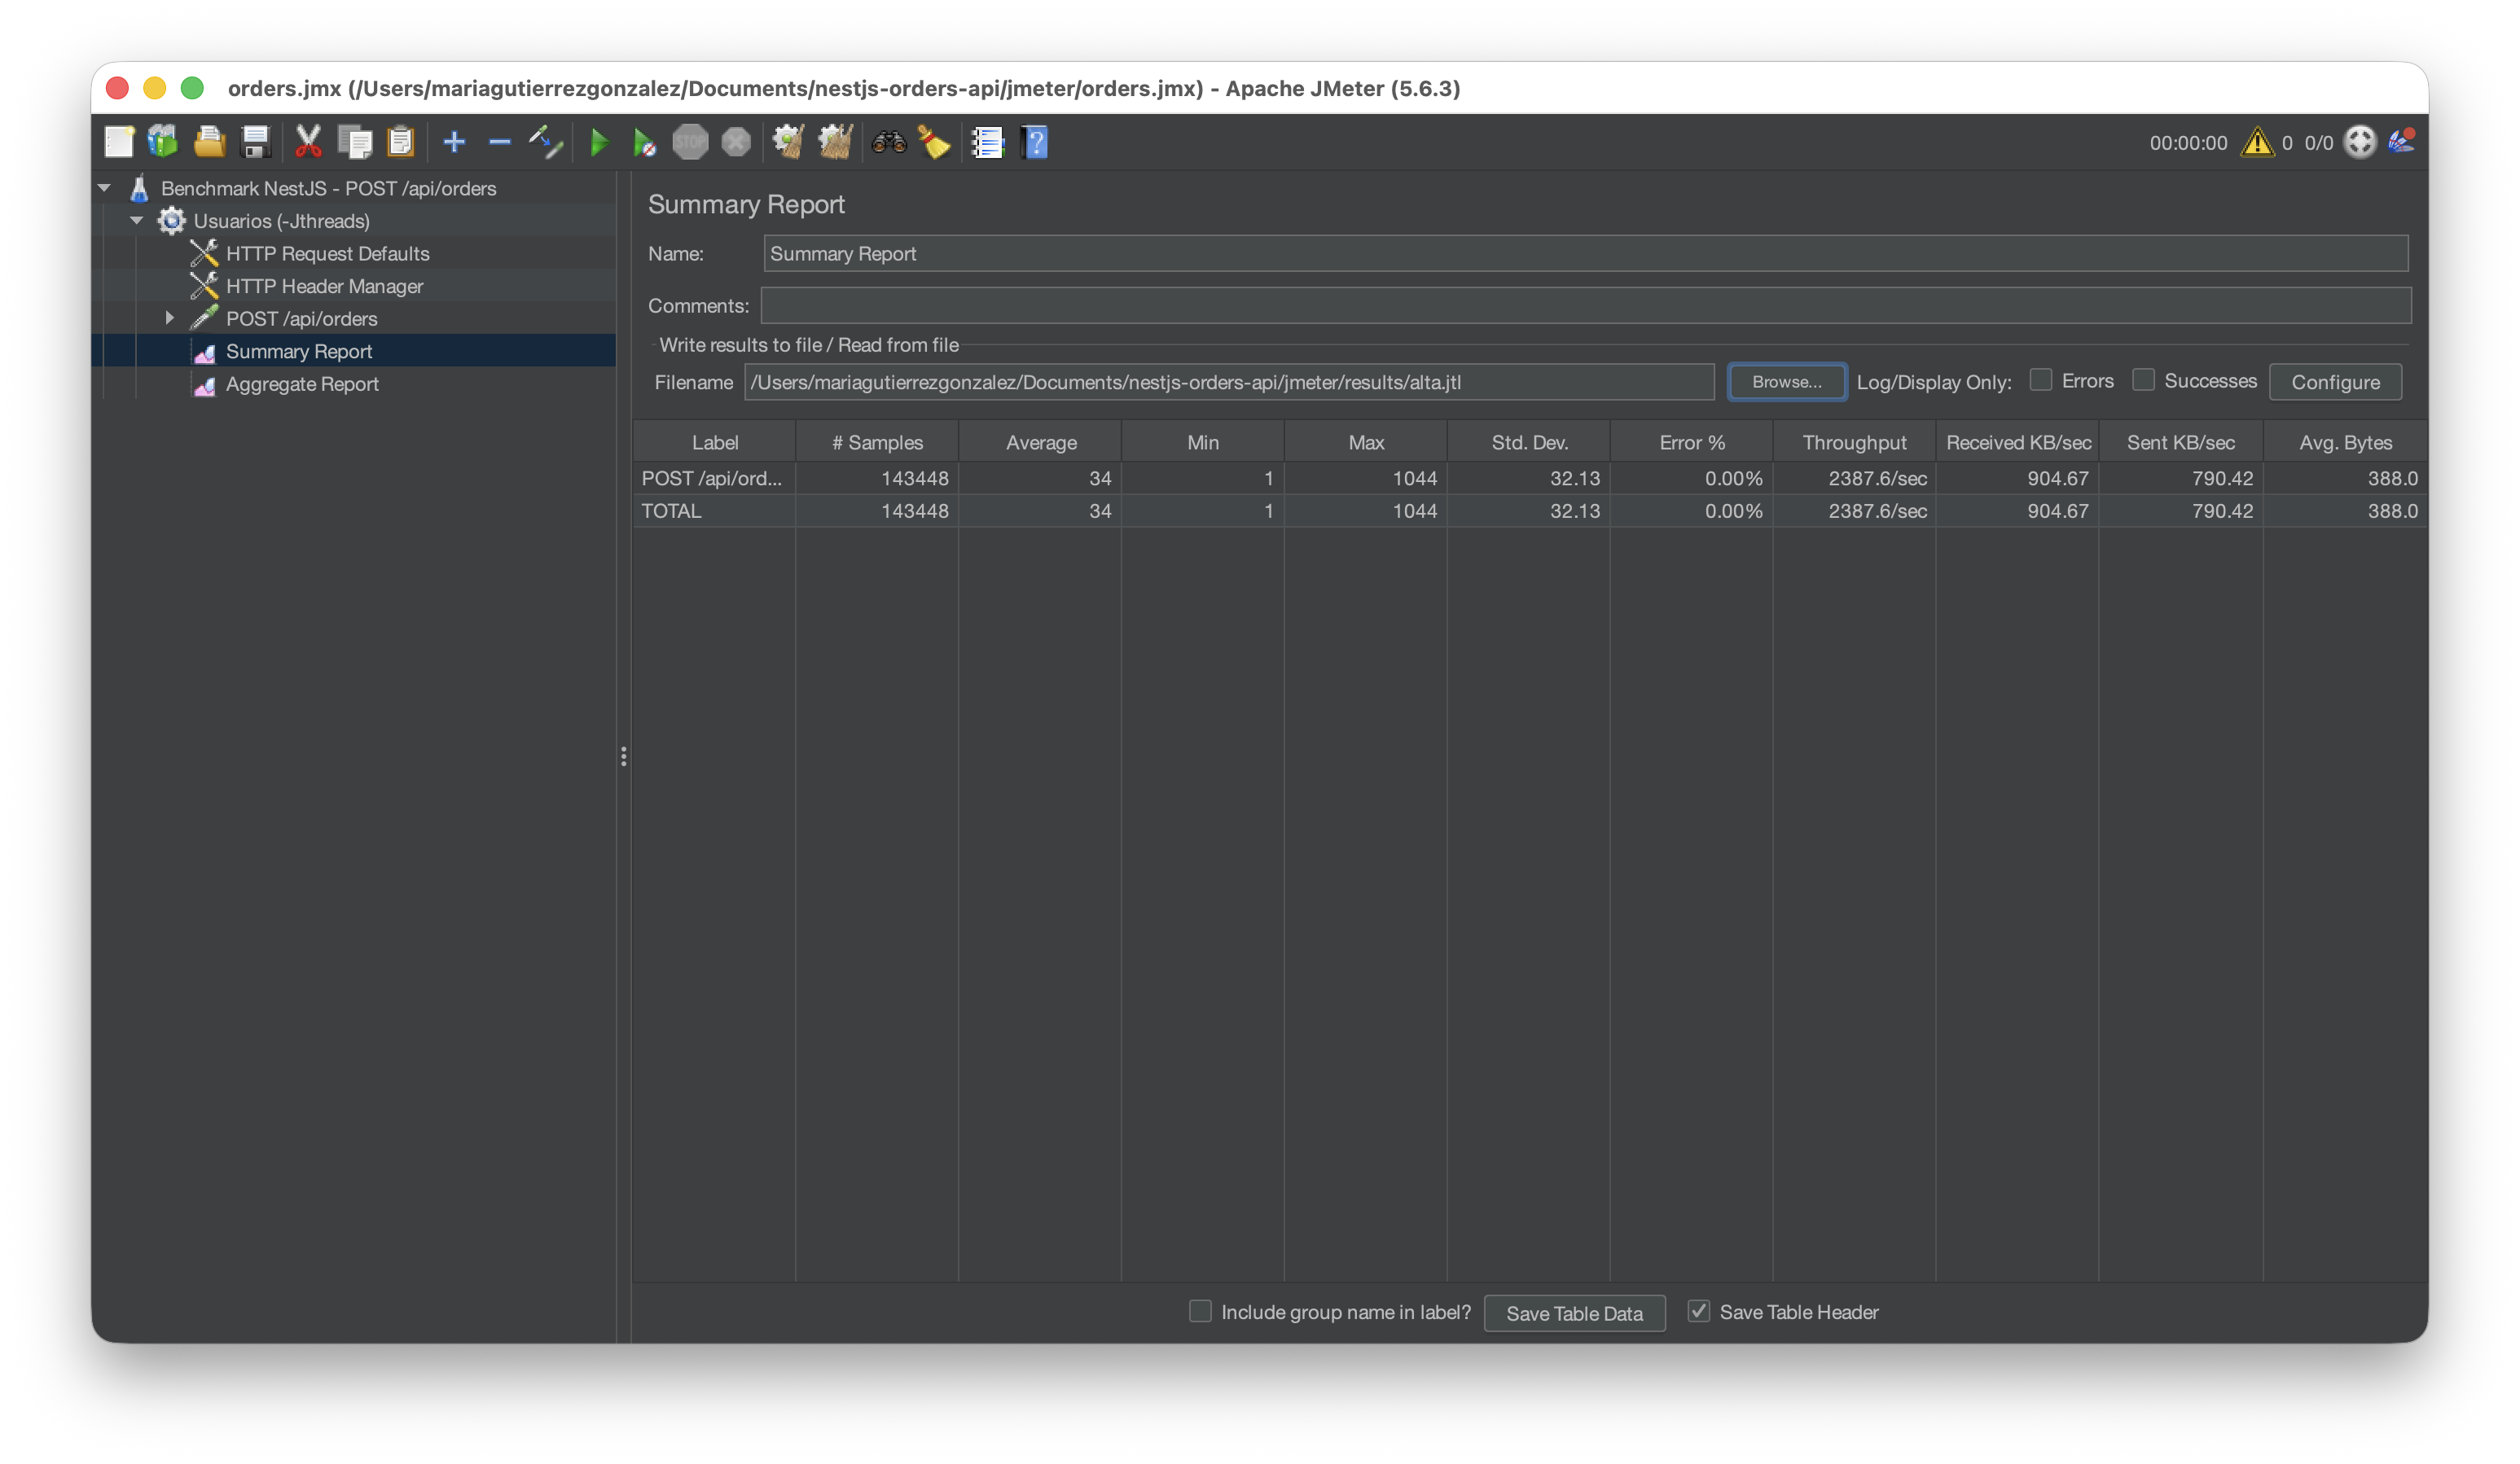 orders.jmx (/Users/mariagutierrezgonzalez/Documents/nestjs-orders-api/jmeter/orders.jmx) - Apache JMeter (5.6.3)
STOP
00:00:00 0 0/0
Benchmark NestJS - POST /api/orders
Usuarios (-Jthreads)
HTTP Request Defaults
HTTP Header Manager
POST /api/orders
Summary Report
Aggregate Report
Summary Report
Name: Summary Report
Comments:
Write results to file / Read from file
Filename /Users/mariagutierrezgonzalez/Documents/nestjs-orders-api/jmeter/results/alta.jtl Browse... Log/Display Only: Errors Successes Configure
Label # Samples Average Min Max Std. Dev. Error % Throughput Received KB/sec Sent KB/sec Avg. Bytes
POST /api/ord... 143448 34 1 1044 32.13 0.00% 2387.6/sec 904.67 790.42 388.0
TOTAL 143448 34 1 1044 32.13 0.00% 2387.6/sec 904.67 790.42 388.0
Include group name in label? Save Table Data Save Table Header